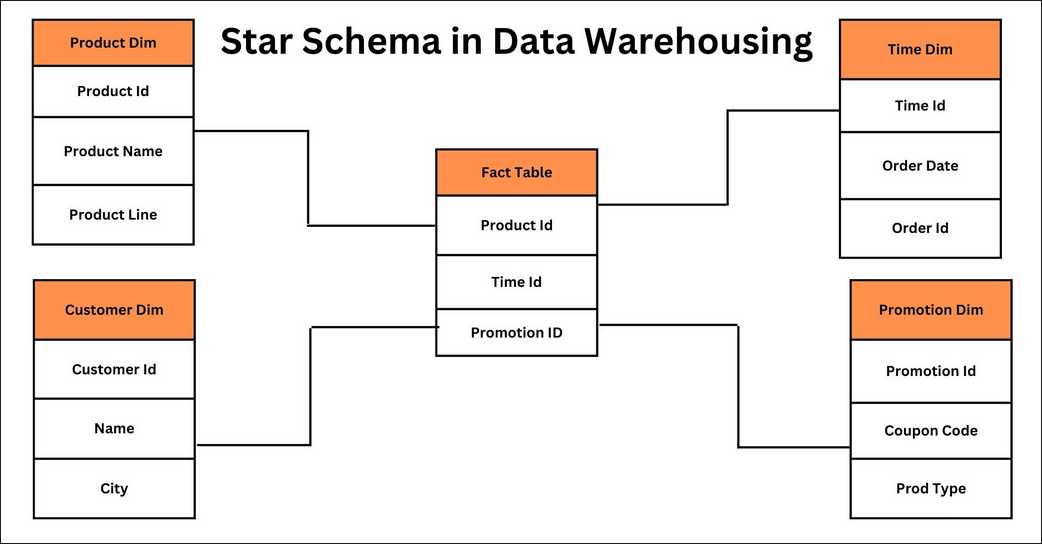 Star Schema in Data Warehousing
Product Dim
Product Id
Product Name
Product Line
Customer Dim
Customer Id
Name
City
Fact Table
Product Id
Time Id
Promotion ID
Time Dim
Time Id
Order Date
Order Id
Promotion Dim
Promotion Id
Coupon Code
Prod Type